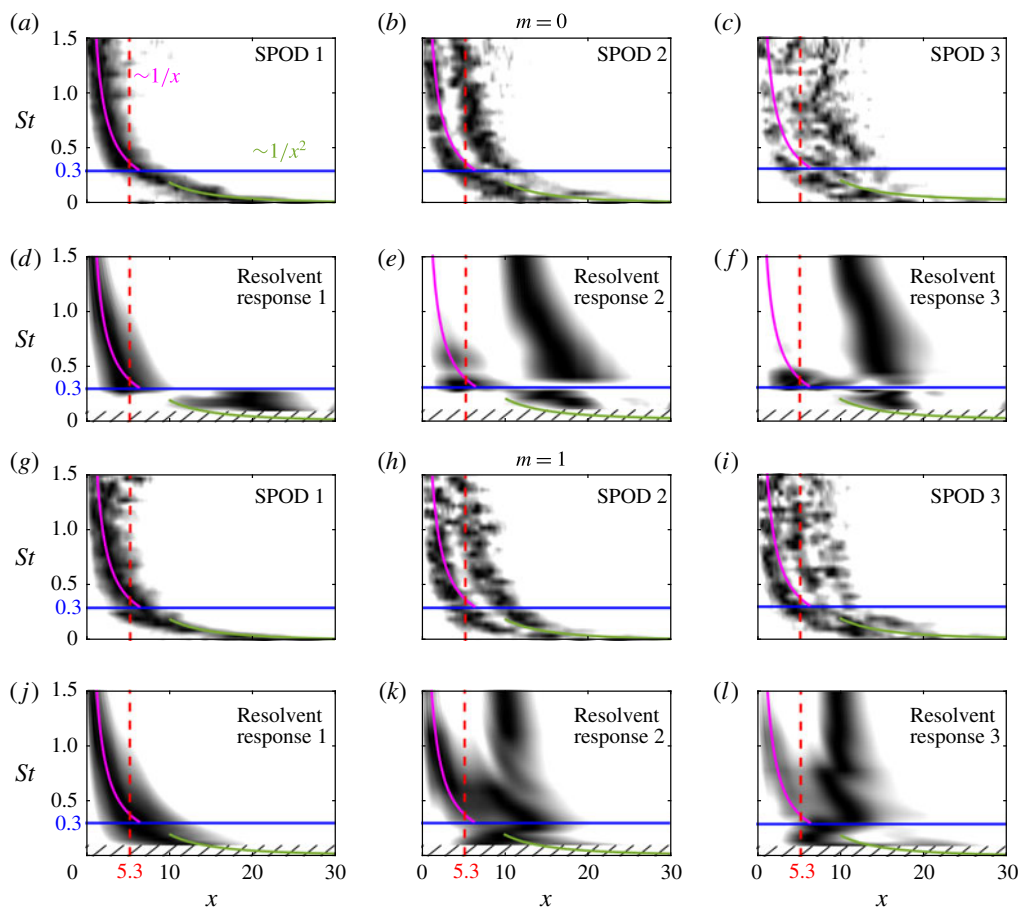 (a) (b) m = 0 (c)
1.5 SPOD 1 SPOD 2 SPOD 3
~1/x
1.0
St
0.5 ~1/x²
0.3
0
(d) (e) (f)
1.5 Resolvent response 1 Resolvent response 2 Resolvent response 3
1.0
St
0.5
0.3
0
(g) (h) m = 1 (i)
1.5 SPOD 1 SPOD 2 SPOD 3
1.0
St
0.5
0.3
0
(j) (k) (l)
1.5 Resolvent response 1 Resolvent response 2 Resolvent response 3
1.0
St
0.5
0.3
0
0 5.3 10 20 30 0 5.3 10 20 30 0 5.3 10 20 30
x x x